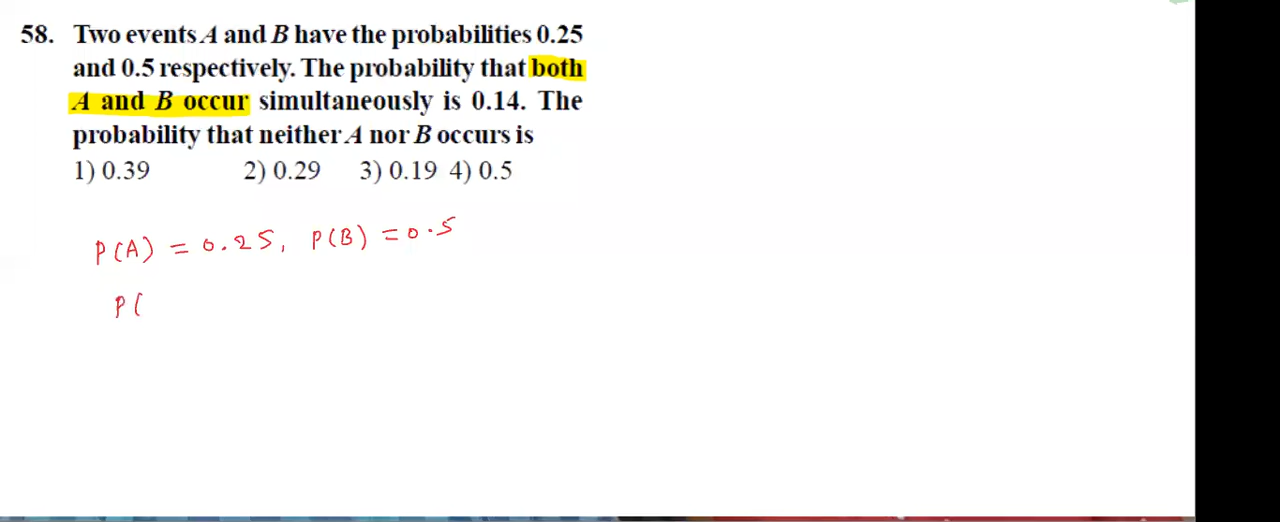 58. Two events A and B have the probabilities 0.25
and 0.5 respectively. The probability that both
A and B occur simultaneously is 0.14. The
probability that neither A nor B occurs is
1) 0.39 2) 0.29 3) 0.19 4) 0.5
P(A) = 0.25, P(B) = 0.5
P(